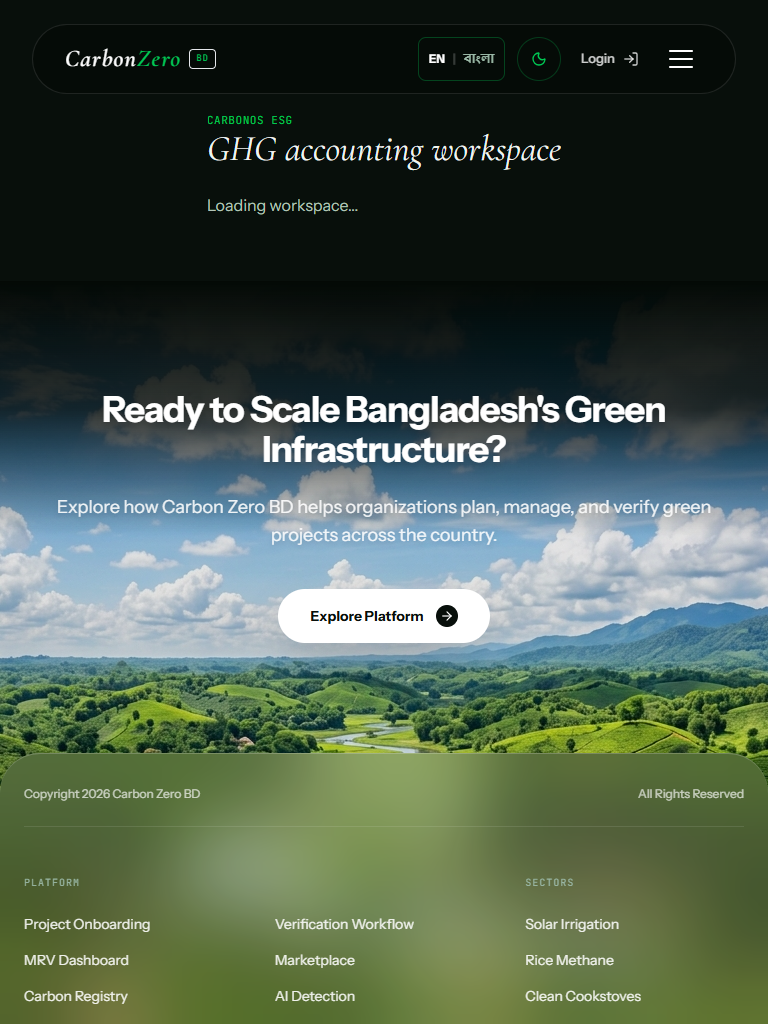 CarbonZero BD
EN | বাংলা
Login
CARBONOS ESG
GHG accounting workspace
Loading workspace...
Ready to Scale Bangladesh's Green
Infrastructure?
Explore how Carbon Zero BD helps organizations plan, manage, and verify green
projects across the country.
Explore Platform
Copyright 2026 Carbon Zero BD
All Rights Reserved
PLATFORM
SECTORS
Project Onboarding
Verification Workflow
Solar Irrigation
MRV Dashboard
Marketplace
Rice Methane
Carbon Registry
AI Detection
Clean Cookstoves